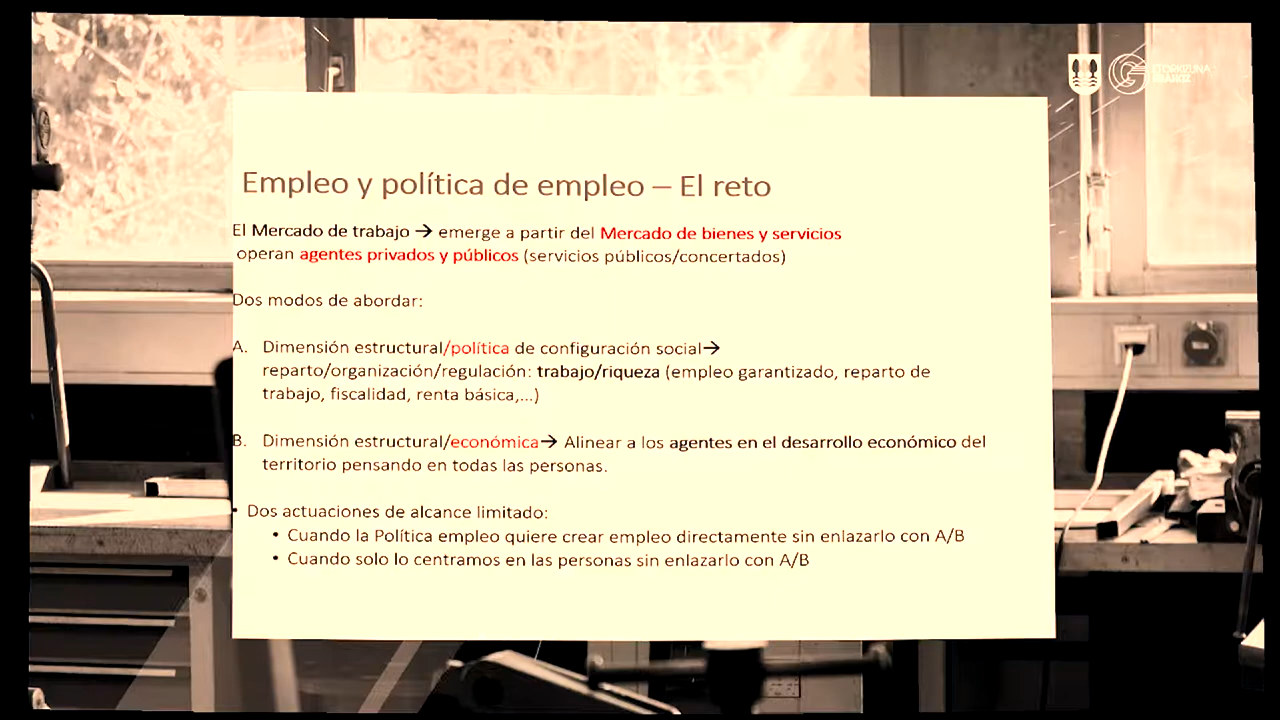 ETORKIZUNA
ERAIKIZ
Empleo y política de empleo – El reto
El Mercado de trabajo → emerge a partir del Mercado de bienes y servicios
operan agentes privados y públicos (servicios públicos/concertados)
Dos modos de abordar:
A. Dimensión estructural/política de configuración social→
reparto/organización/regulación: trabajo/riqueza (empleo garantizado, reparto de
trabajo, fiscalidad, renta básica,...)
B. Dimensión estructural/económica→ Alinear a los agentes en el desarrollo económico del
territorio pensando en todas las personas.
• Dos actuaciones de alcance limitado:
• Cuando la Política empleo quiere crear empleo directamente sin enlazarlo con A/B
• Cuando solo lo centramos en las personas sin enlazarlo con A/B